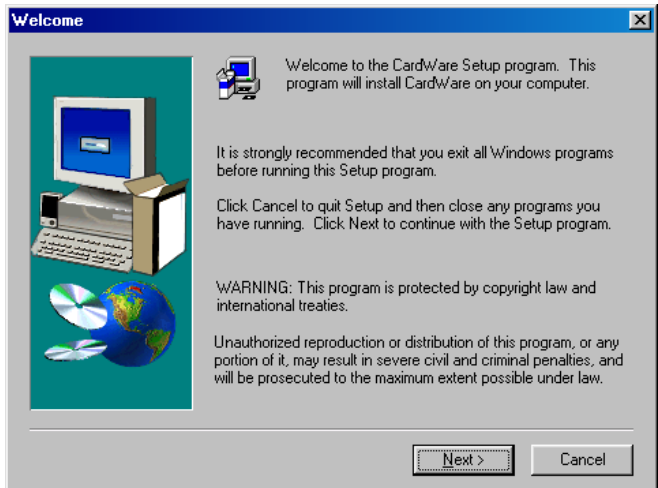 Welcome
Welcome to the CardWare Setup program. This
program will install CardWare on your computer.
It is strongly recommended that you exit all Windows programs
before running this Setup program.
Click Cancel to quit Setup and then close any programs you
have running. Click Next to continue with the Setup program.
WARNING: This program is protected by copyright law and
international treaties.
Unauthorized reproduction or distribution of this program, or any
portion of it, may result in severe civil and criminal penalties, and
will be prosecuted to the maximum extent possible under law.
Next > Cancel